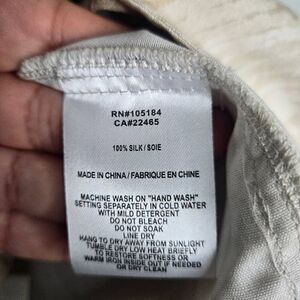 RN#105184
CA#22465
100% SILK / SOIE
MADE IN CHINA / FABRIQUE EN CHINE
MACHINE WASH ON "HAND WASH"
SETTING SEPARATELY IN COLD WATER
WITH MILD DETERGENT
DO NOT BLEACH
DO NOT SOAK
LINE DRY
HANG TO DRY AWAY FROM SUNLIGHT
TUMBLE DRY LOW HEAT OR NO HEAT
TO RESTORE SOFTNESS
WARM IRON INSIDE OUT IF NEEDED
OR DRY CLEAN